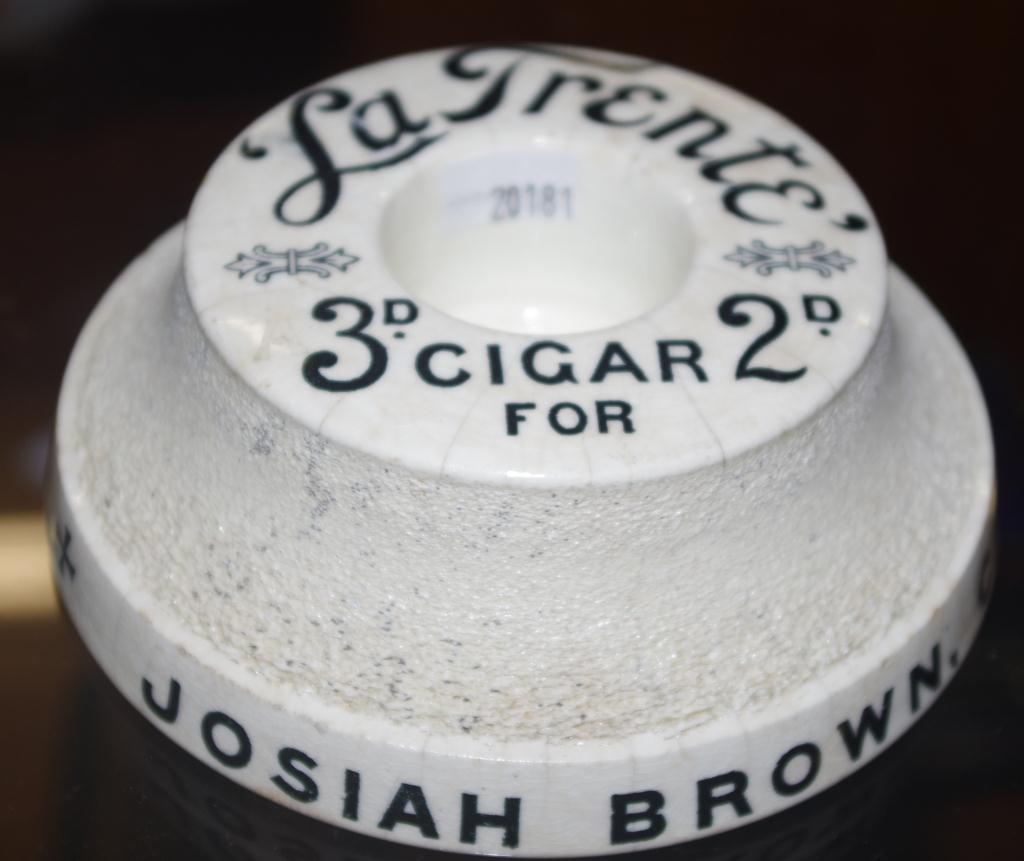 'La Trente'
20181
3D. CIGAR 2D.
FOR
JOSIAH BROWN.